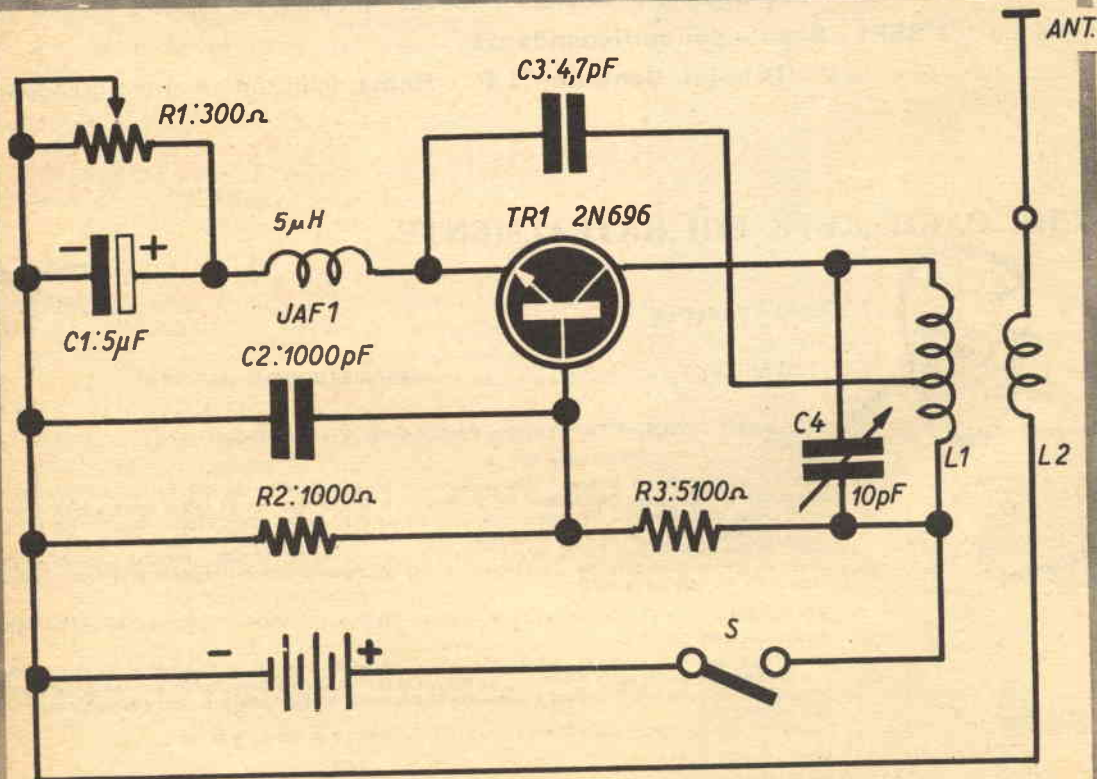 ANT.
C3:4,7pF
R1:300Ω
TR1 2N696
5μH
JAF1
- +
C1:5μF
C2:1000pF
C4
10pF
L1
L2
R2:1000Ω
R3:5100Ω
S
- +